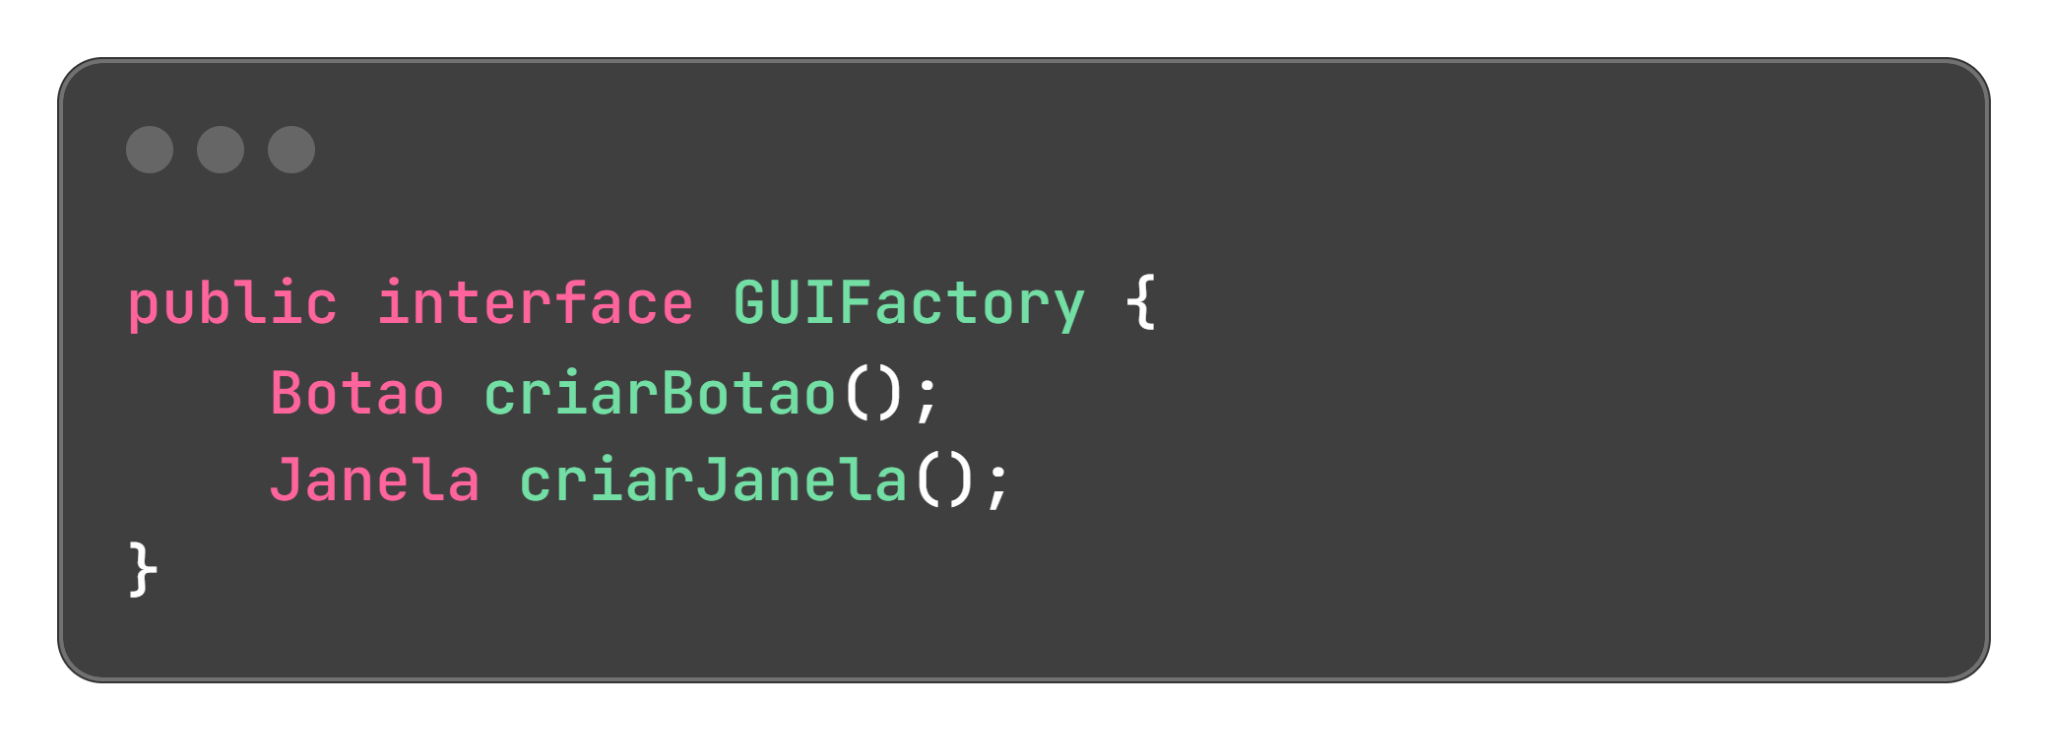 public interface GUIFactory {
    Botao criarBotao();
    Janela criarJanela();
}